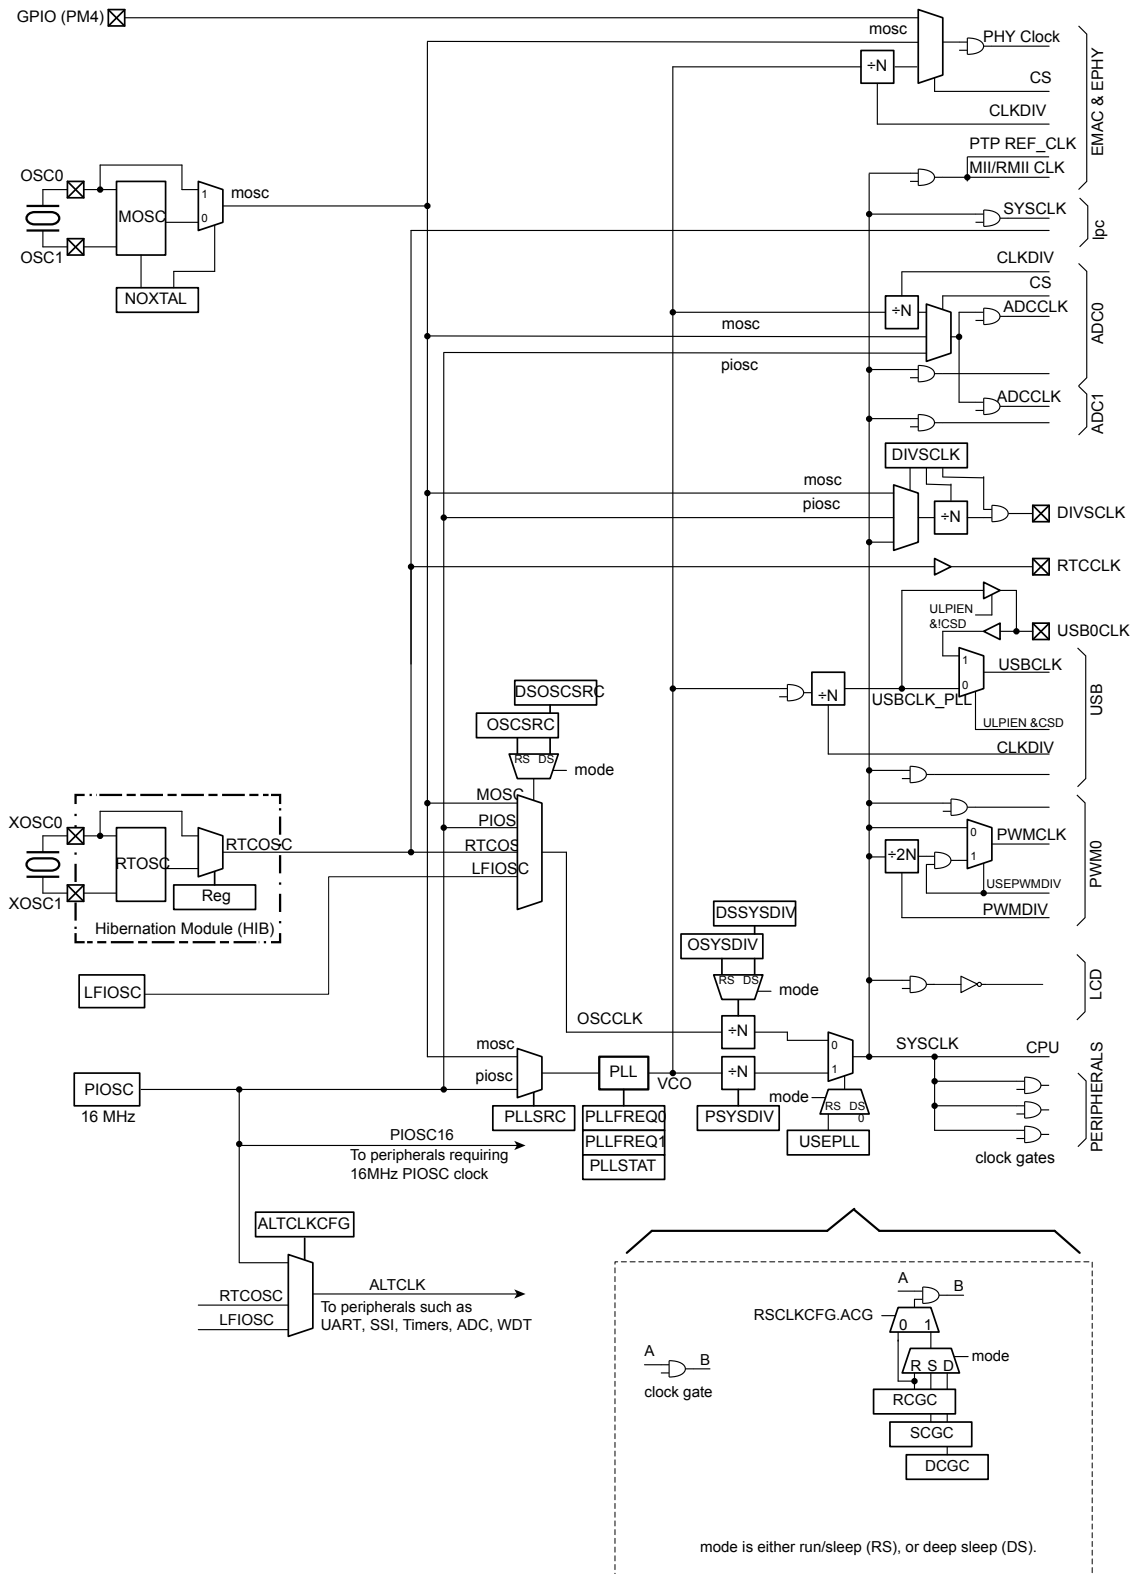 GPIO (PM4)
mosc
PHY Clock
÷N
CS
CLKDIV
EMAC & EPHY
PTP REF_CLK
MII/RMII CLK
OSC0
MOSC
1
0
mosc
OSC1
NOXTAL
SYSCLK
lpc
CLKDIV
CS
÷N
ADCCLK
mosc
piosc
ADC0
ADCCLK
ADC1
DIVSCLK
mosc
piosc
÷N
DIVSCLK
RTCCLK
ULPIEN
&!CSD
USB0CLK
1
0
USBCLK
÷N
USBCLK_PLL
ULPIEN &CSD
CLKDIV
USB
DSOSCSRC
OSCSRC
RS DS
mode
MOSC
PIOS
RTCOS
LFIOSC
XOSC0
RTOSC
RTCOSC
Reg
XOSC1
Hibernation Module (HIB)
0
PWMCLK
÷2N
1
USEPWMDIV
PWMDIV
PWM0
LFIOSC
DSSYSDIV
OSYSDIV
RS DS
mode
LCD
OSCCLK
÷N
0
1
SYSCLK
CPU
mosc
piosc
PLL
VCO
÷N
PIOSC
16 MHz
PLLSRC
PLLFREQ0
PLLFREQ1
PLLSTAT
PSYSDIV
mode
RS DS
0
USEPLL
PERIPHERALS
clock gates
PIOSC16
To peripherals requiring
16MHz PIOSC clock
ALTCLKCFG
RTCOSC
LFIOSC
ALTCLK
To peripherals such as
UART, SSI, Timers, ADC, WDT
A
B
RSCLKCFG.ACG
0 1
A
B
clock gate
mode
R S D
RCGC
SCGC
DCGC
mode is either run/sleep (RS), or deep sleep (DS).